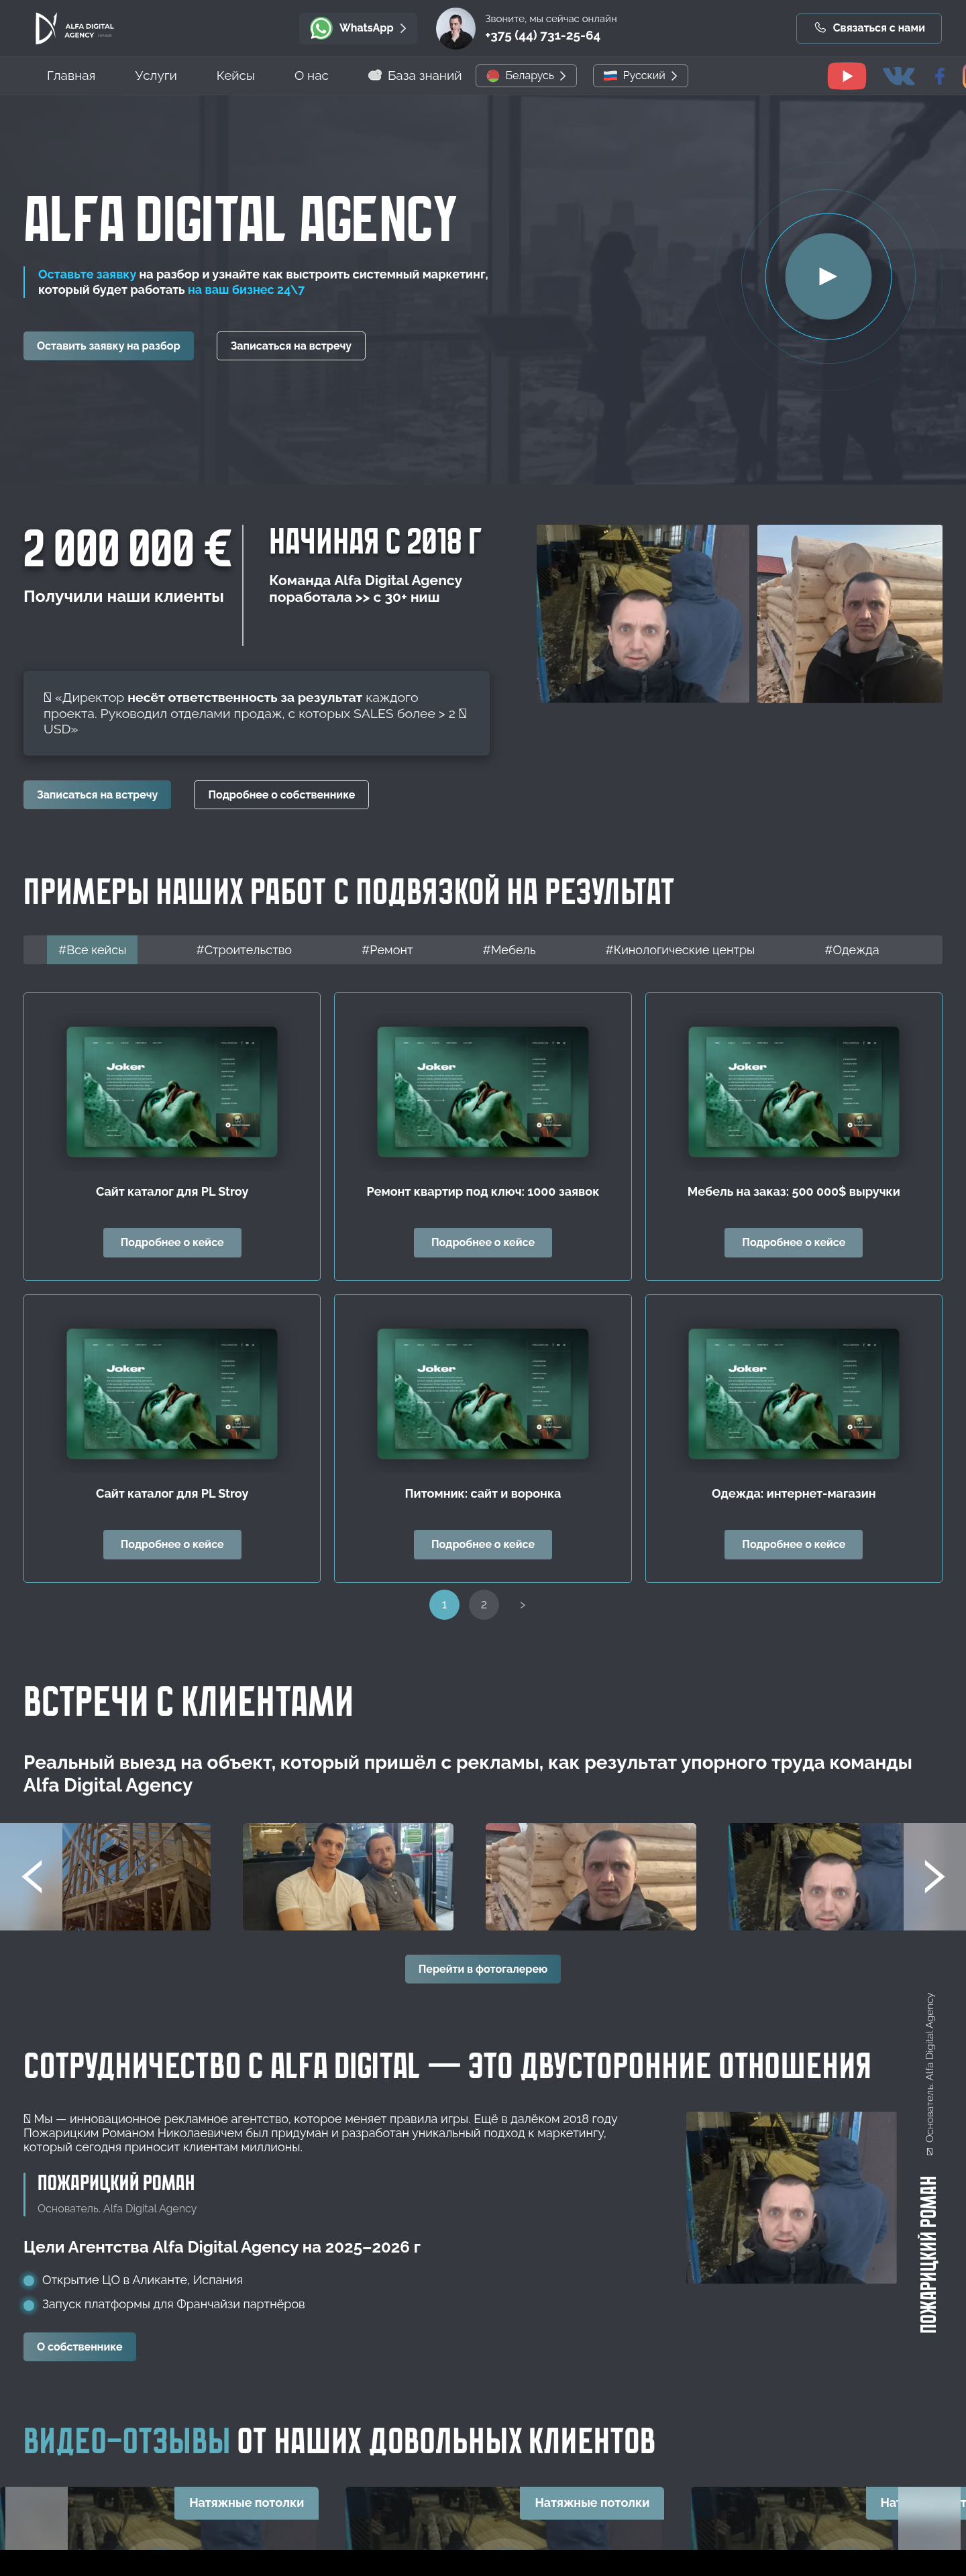 ALFA DIGITAL
AGENCY
WhatsApp
Звоните, мы сейчас онлайн
+375 (44) 731-25-64
Связаться с нами
Главная
Услуги
Кейсы
О нас
База знаний
Беларусь
Русский
ALFA DIGITAL AGENCY
Оставьте заявку на разбор и узнайте как выстроить системный маркетинг,
который будет работать на ваш бизнес 24\7
Оставить заявку на разбор
Записаться на встречу
2 000 000 €
Получили наши клиенты
НАЧИНАЯ С 2018 Г
Команда Alfa Digital Agency
поработала >> с 30+ ниш
«Директор несёт ответственность за результат каждого
проекта. Руководил отделами продаж, с которых SALES более > 2
USD»
Записаться на встречу
Подробнее о собственнике
ПРИМЕРЫ НАШИХ РАБОТ С ПОДВЯЗКОЙ НА РЕЗУЛЬТАТ
#Все кейсы
#Строительство
#Ремонт
#Мебель
#Кинологические центры
#Одежда
Joker
Joker
Joker
Сайт каталог для PL Stroy
Ремонт квартир под ключ: 1000 заявок
Мебель на заказ: 500 000$ выручки
Подробнее о кейсе
Подробнее о кейсе
Подробнее о кейсе
Joker
Joker
Joker
Сайт каталог для PL Stroy
Питомник: сайт и воронка
Одежда: интернет-магазин
Подробнее о кейсе
Подробнее о кейсе
Подробнее о кейсе
1
2
>
ВСТРЕЧИ С КЛИЕНТАМИ
Реальный выезд на объект, который пришёл с рекламы, как результат упорного труда команды
Alfa Digital Agency
Перейти в фотогалерею
СОТРУДНИЧЕСТВО С ALFA DIGITAL — ЭТО ДВУСТОРОННИЕ ОТНОШЕНИЯ
Мы — инновационное рекламное агентство, которое меняет правила игры. Ещё в далёком 2018 году
Пожарицким Романом Николаевичем был придуман и разработан уникальный подход к маркетингу,
который сегодня приносит клиентам миллионы.
ПОЖАРИЦКИЙ РОМАН
Основатель. Alfa Digital Agency
Цели Агентства Alfa Digital Agency на 2025–2026 г
Открытие ЦО в Аликанте, Испания
Запуск платформы для Франчайзи партнёров
О собственнике
ПОЖАРИЦКИЙ РОМАН
Основатель. Alfa Digital Agency
ВИДЕО-ОТЗЫВЫ ОТ НАШИХ ДОВОЛЬНЫХ КЛИЕНТОВ
Натяжные потолки
Натяжные потолки